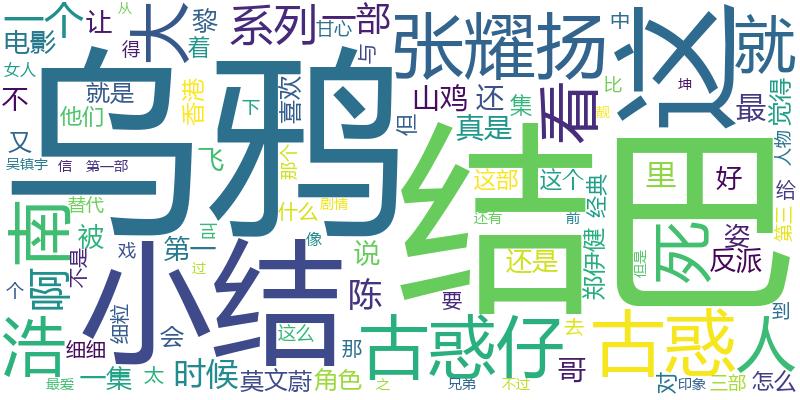 一个
让
大
黎
系列
甘心
一部
张耀扬
这
就
电影
着
得
从
与
中
女人
不
就是
香港
喜欢
山鸡
还
比
坤
最
觉得
他们
乌鸦
下
但
集
看
靓
又
飞
那个
真是
人物
吴镇宇
信
第一部
结巴
这部
这个
经典
里
好
给
南
替代
什么
剧情
还有
前
第三
被
第一
hd
像
说
死
姿
不是
戏
过
还是
郑伊健
但是
反派
啊
小结
个
细粒
陈
要
到
浩
细细
会
这么
那
古惑仔
去
古惑
人
最爱
一集
太
时候
莫文蔚
角色
之
兄弟
哥
不过
对
印象
三部
怎么